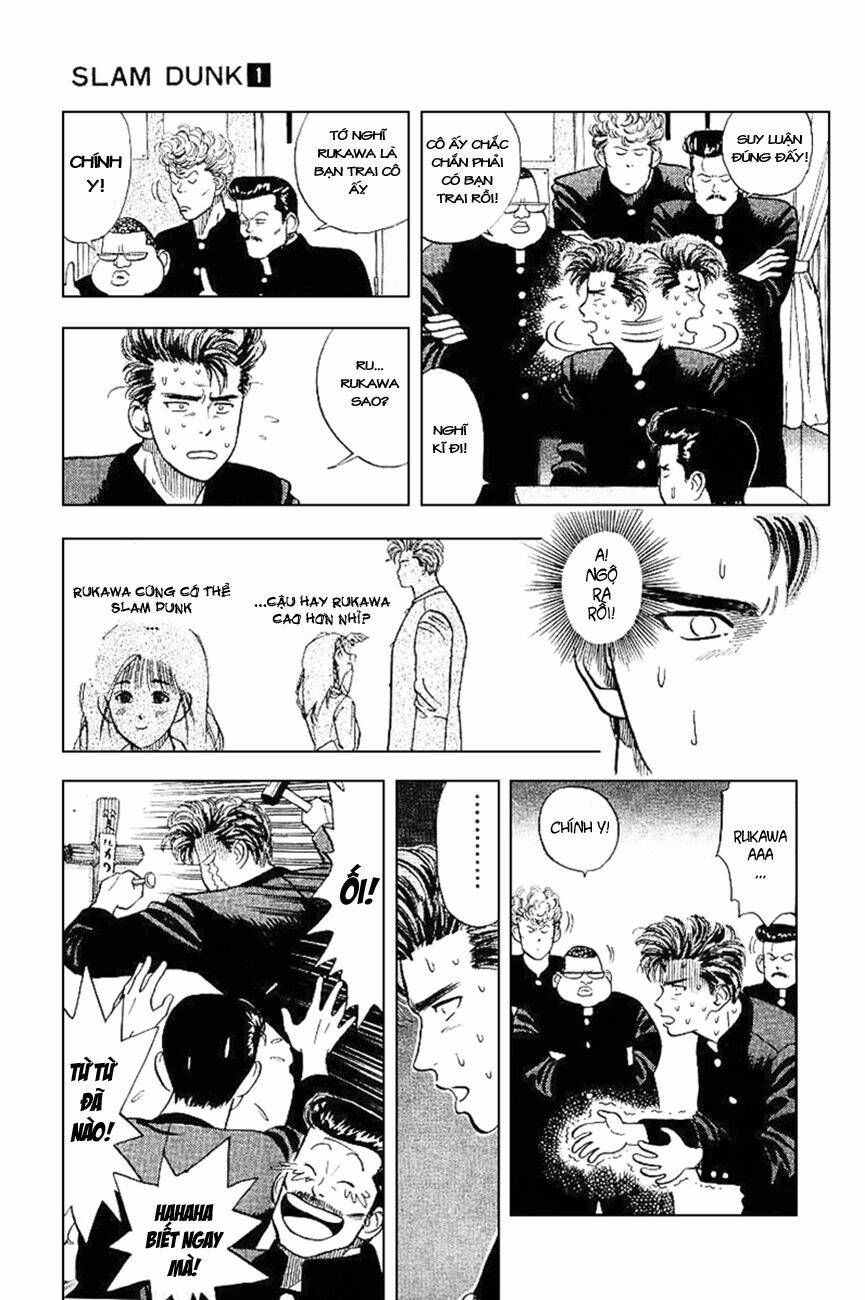 SLAM DUNK 1
SUY LUẬN
ĐÚNG ĐẤY!
CÔ ẤY CHẮC
CHẮN PHẢI
CÓ BẠN
TRAI RỒI!
NGHĨ
KĨ ĐI!
TỚ NGHĨ
RUKAWA LÀ
BẠN TRAI CÔ
ẤY
CHÍNH
Y!
RU...
RUKAWA
SAO?
A!
NGỘ
RA
RỒI!
...CẬU HAY RUKAWA
CAO HƠN NHỈ?
RUKAWA CŨNG CÓ THỂ
SLAM DUNK
...
RUKAWA
AAA
...
CHÍNH Y!
.........
ỐI!
TỪ TỪ
ĐÃ
NÀO!
HAHAHA
BIẾT NGAY
MÀ!